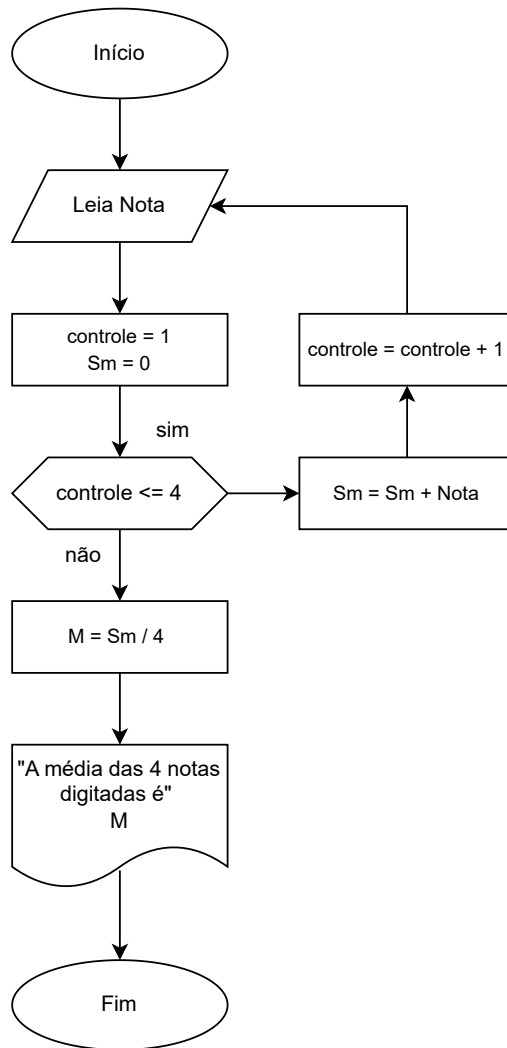 Início
Leia Nota
controle = 1
Sm = 0
controle = controle + 1
sim
controle <= 4
Sm = Sm + Nota
não
M = Sm / 4
"A média das 4 notas
digitadas é"
M
Fim